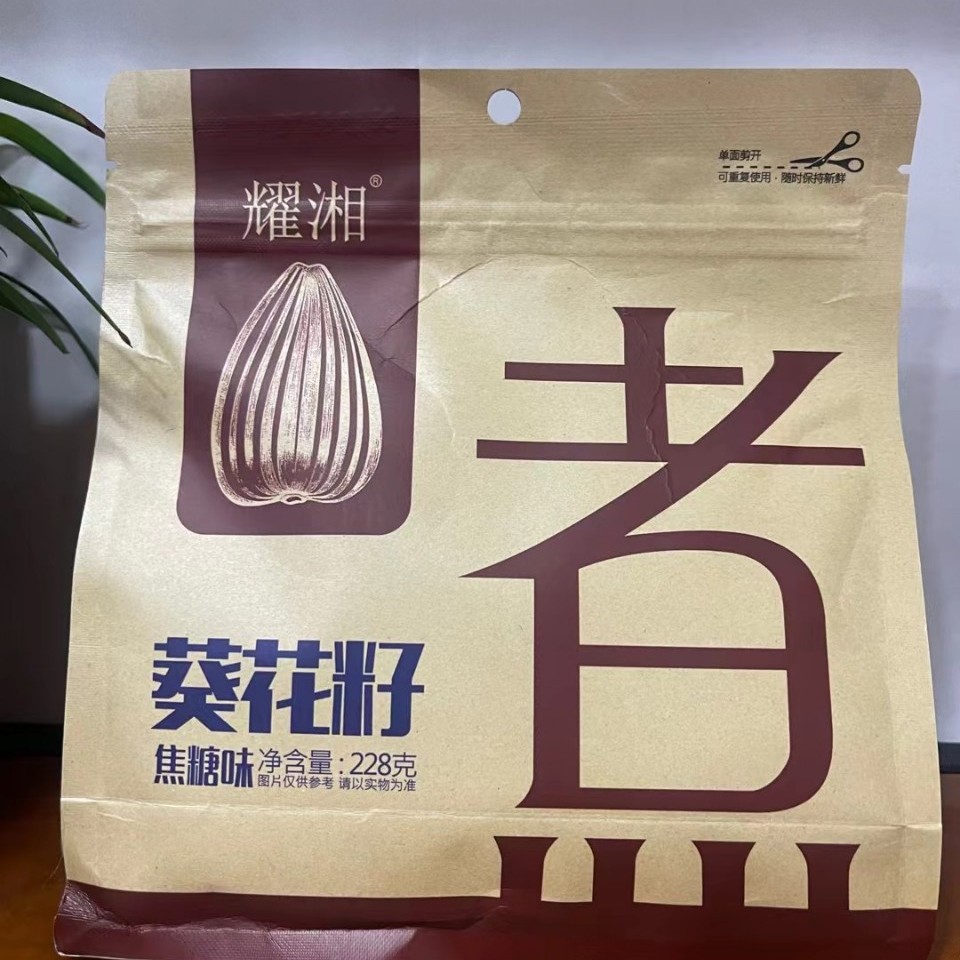 耀湘®
单面剪开
可重复使用·随时保持新鲜
煮
葵花籽
焦糖味 净含量:228克
图片仅供参考 请以实物为准